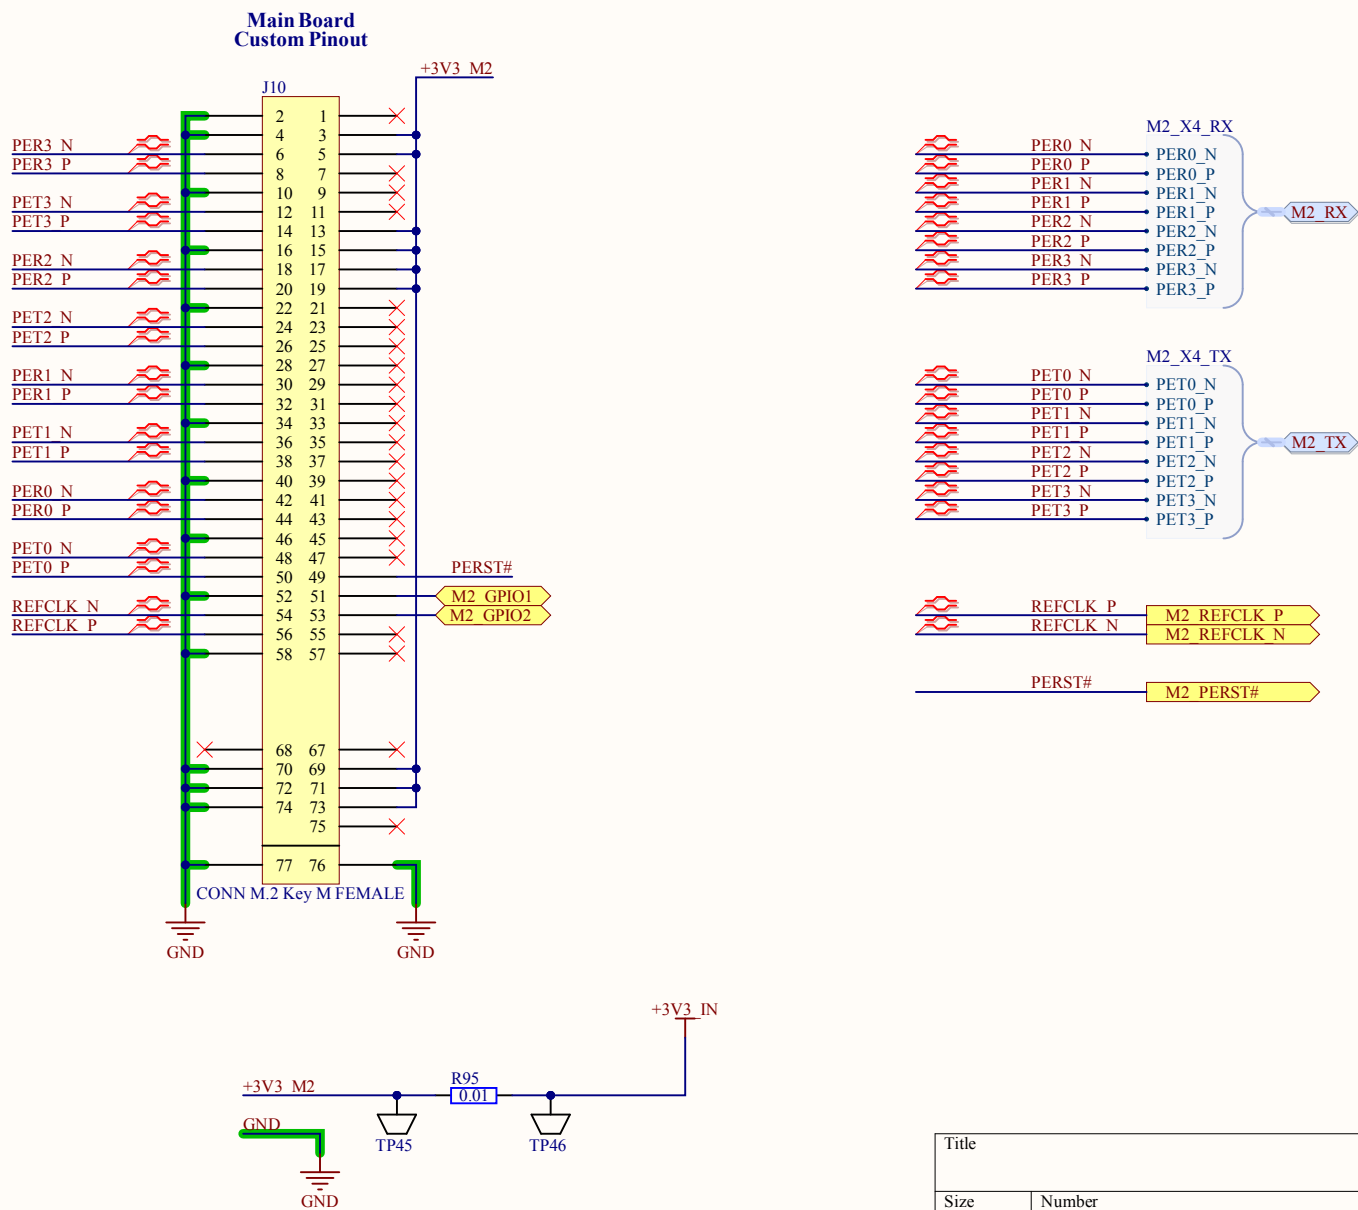 Main Board
Custom Pinout
+3V3_M2
J10
2 1
4 3
PER3_N 6 5
PER3_P 8 7
10 9
PET3_N 12 11
PET3_P 14 13
16 15
PER2_N 18 17
PER2_P 20 19
22 21
PET2_N 24 23
PET2_P 26 25
28 27
PER1_N 30 29
PER1_P 32 31
34 33
PET1_N 36 35
PET1_P 38 37
40 39
PER0_N 42 41
PER0_P 44 43
46 45
PET0_N 48 47
PET0_P 50 49 PERST#
52 51 M2_GPIO1
REFCLK_N 54 53 M2_GPIO2
REFCLK_P 56 55
58 57
68 67
70 69
72 71
74 73
75
77 76
CONN M.2 Key M FEMALE
GND GND
M2_X4_RX
PER0_N PER0_N
PER0_P PER0_P
PER1_N PER1_N
PER1_P PER1_P M2_RX
PER2_N PER2_N
PER2_P PER2_P
PER3_N PER3_N
PER3_P PER3_P
M2_X4_TX
PET0_N PET0_N
PET0_P PET0_P
PET1_N PET1_N
PET1_P PET1_P M2_TX
PET2_N PET2_N
PET2_P PET2_P
PET3_N PET3_N
PET3_P PET3_P
REFCLK_P M2_REFCLK_P
REFCLK_N M2_REFCLK_N
PERST# M2_PERST#
+3V3_IN
+3V3_M2 R95
0.01
TP45 TP46
GND
GND
Title
Size Number